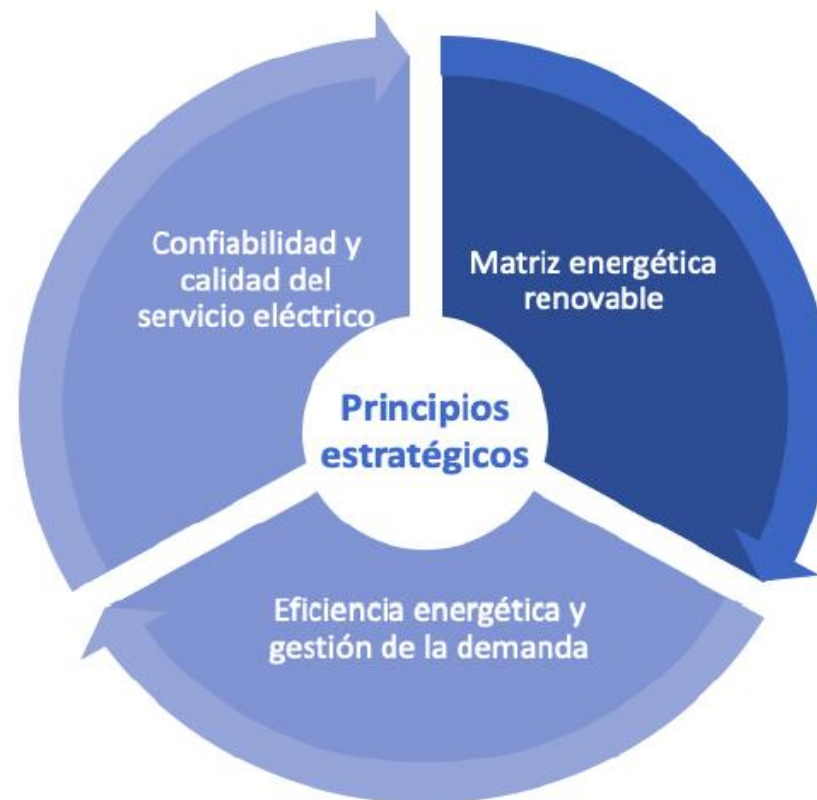 Confiabilidad y
calidad del
servicio eléctrico
Matriz energética
renovable
Principios
estratégicos
Eficiencia energética y
gestión de la demanda